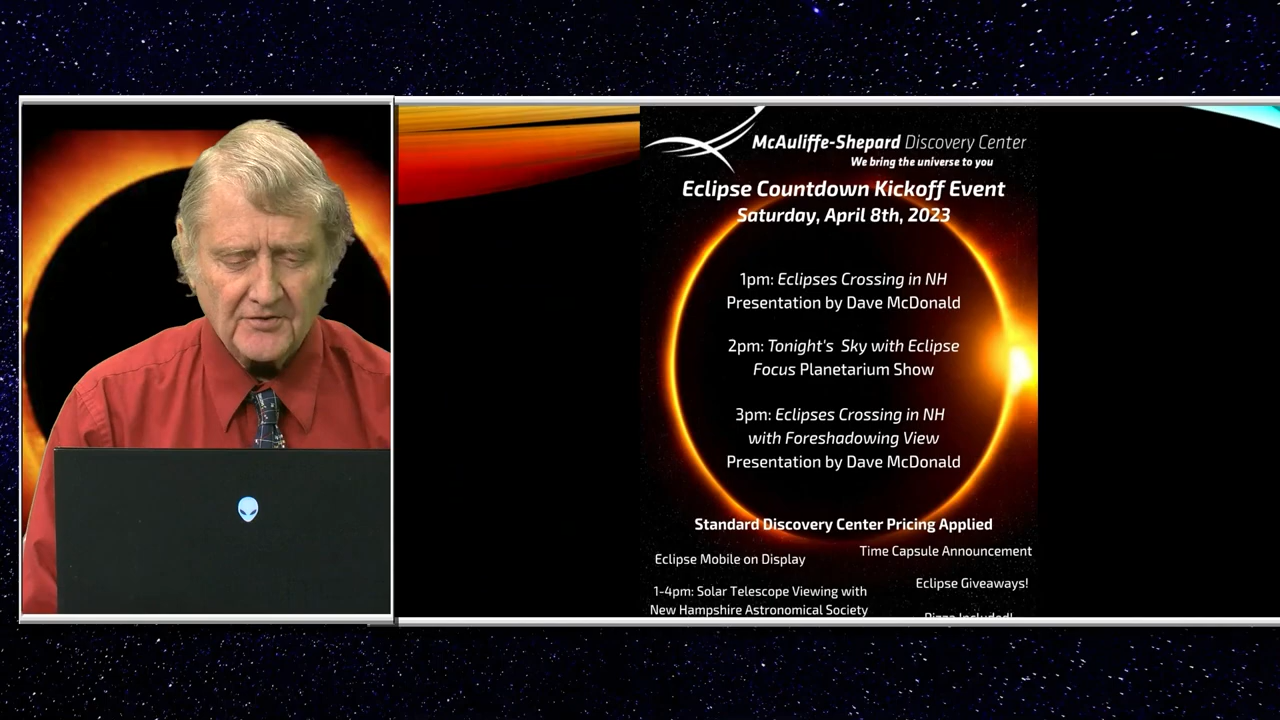 McAuliffe-Shepard Discovery Center
We bring the universe to you
Eclipse Countdown Kickoff Event
Saturday, April 8th, 2023
1pm: Eclipses Crossing in NH
Presentation by Dave McDonald
2pm: Tonight's Sky with Eclipse
Focus Planetarium Show
3pm: Eclipses Crossing in NH
with Foreshadowing View
Presentation by Dave McDonald
Standard Discovery Center Pricing Applied
Eclipse Mobile on Display
Time Capsule Announcement
Eclipse Giveaways!
1-4pm: Solar Telescope Viewing with
New Hampshire Astronomical Society
Pizza Included!